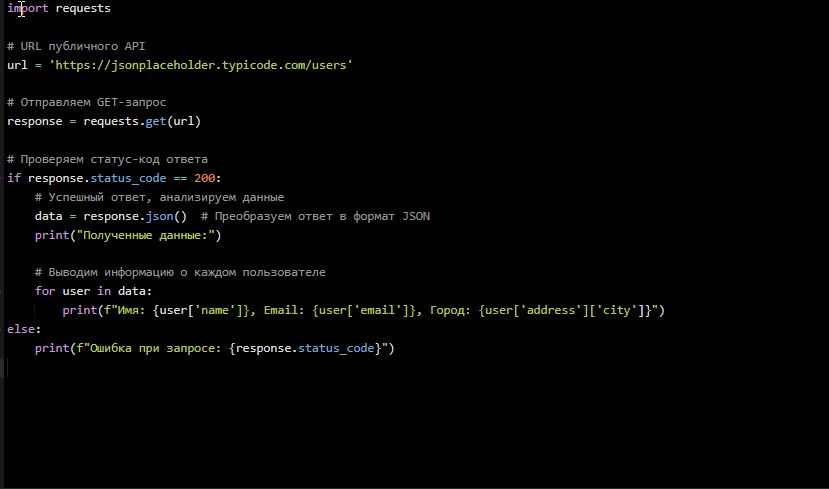 import requests
# URL публичного API
url = 'https://jsonplaceholder.typicode.com/users'
# Отправляем GET-запрос
response = requests.get(url)
# Проверяем статус-код ответа
if response.status_code == 200:
    # Успешный ответ, анализируем данные
    data = response.json()  # Преобразуем ответ в формат JSON
    print("Полученные данные:")
    # Выводим информацию о каждом пользователе
    for user in data:
        print(f"Имя: {user['name']}, Email: {user['email']}, Город: {user['address']['city']}")
else:
    print(f"Ошибка при запросе: {response.status_code}")